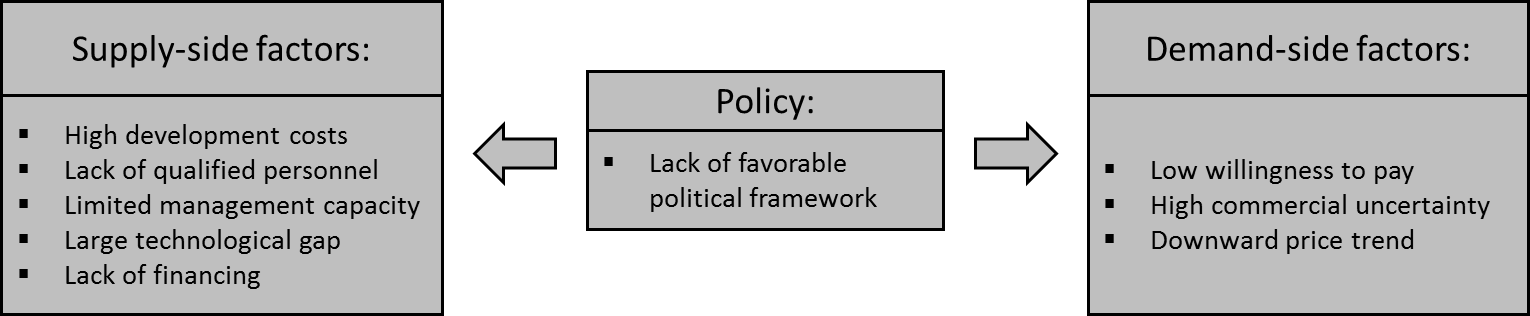 Supply-side factors:
▪ High development costs
▪ Lack of qualified personnel
▪ Limited management capacity
▪ Large technological gap
▪ Lack of financing
Policy:
▪ Lack of favorable
political framework
Demand-side factors:
▪ Low willingness to pay
▪ High commercial uncertainty
▪ Downward price trend